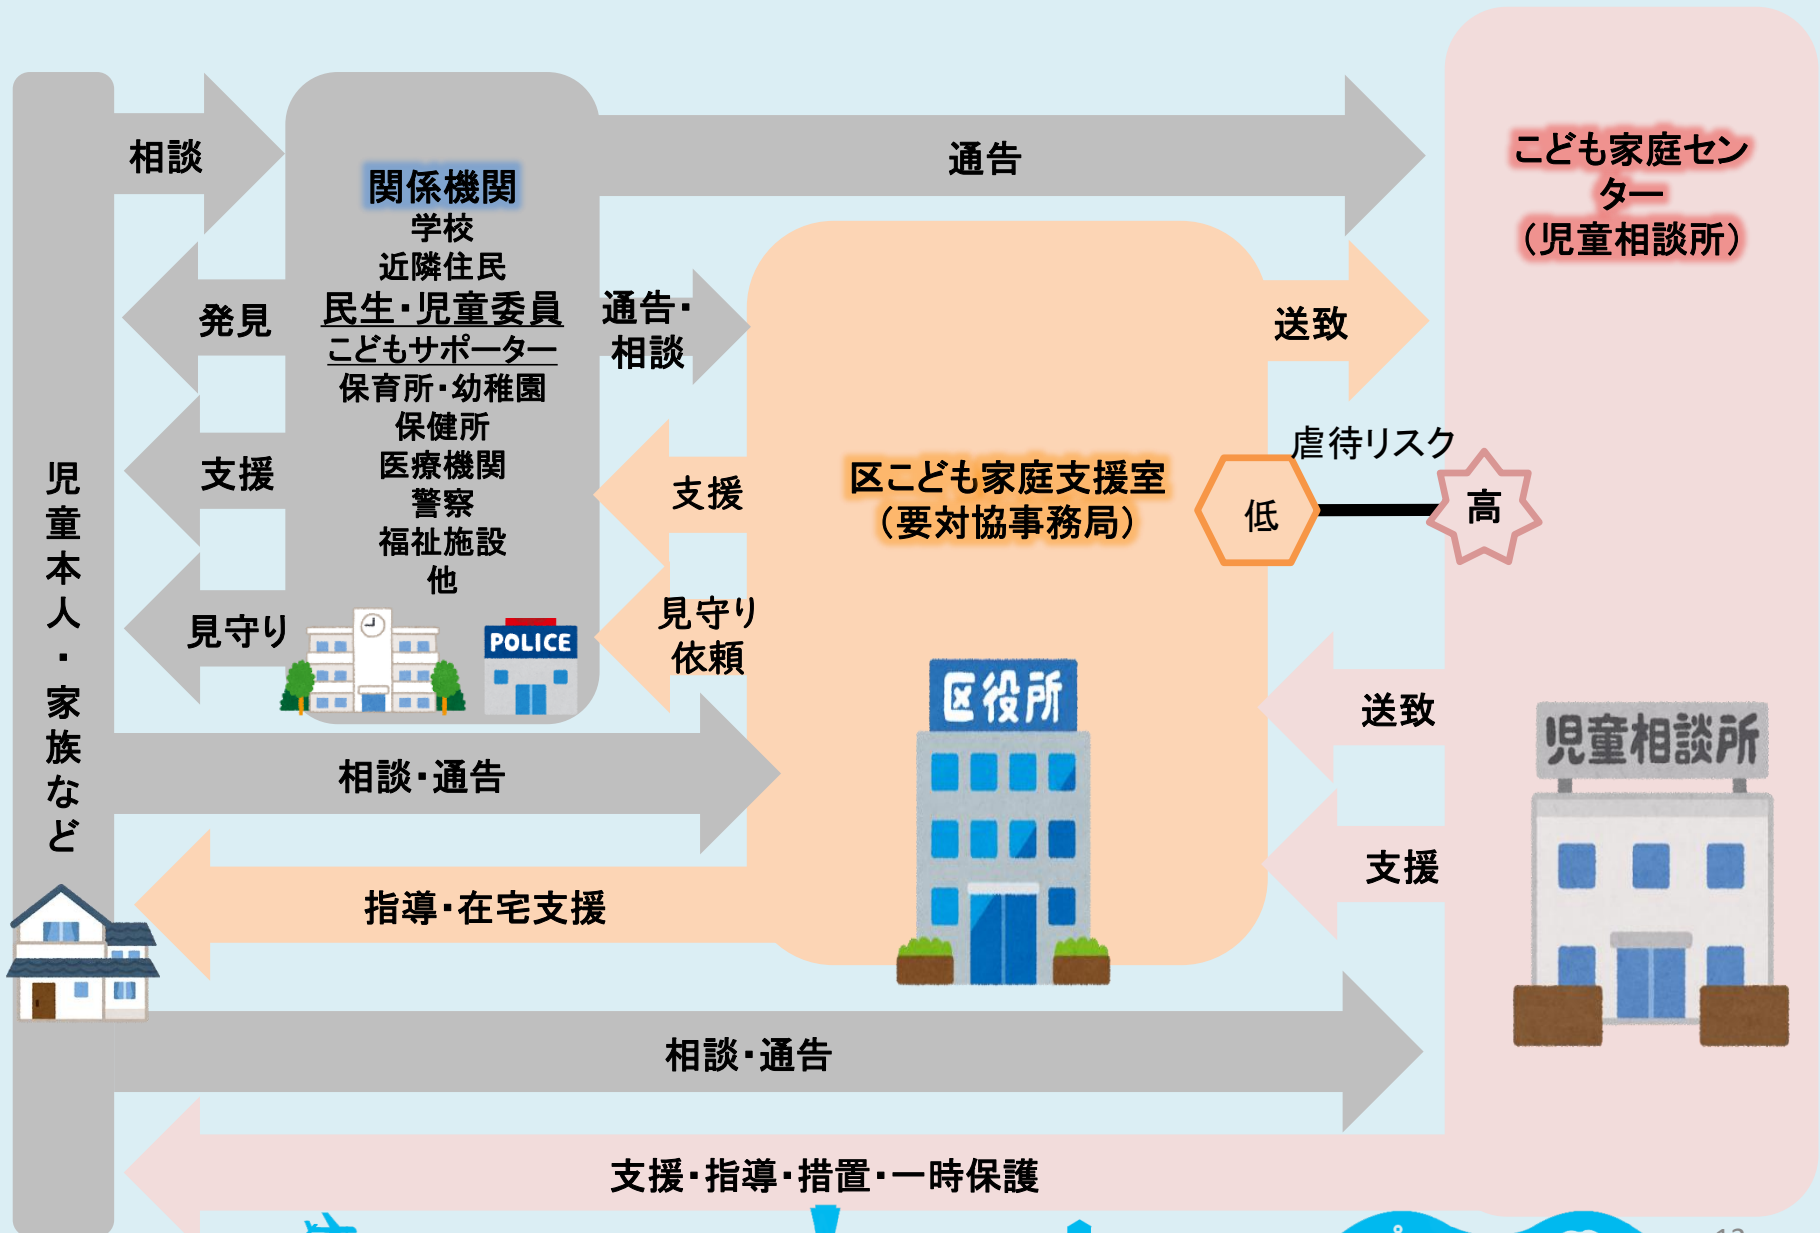 相談
発見
支援
見守り
児童本人・家族など
関係機関
学校
近隣住民
民生・児童委員
こどもサポーター
保育所・幼稚園
保健所
医療機関
警察
福祉施設
他
POLICE
通告
通告・
相談
支援
見守り
依頼
区こども家庭支援室
（要対協事務局）
区役所
送致
虐待リスク
低
高
送致
支援
こども家庭セン
ター
（児童相談所）
児童相談所
相談・通告
指導・在宅支援
相談・通告
支援・指導・措置・一時保護